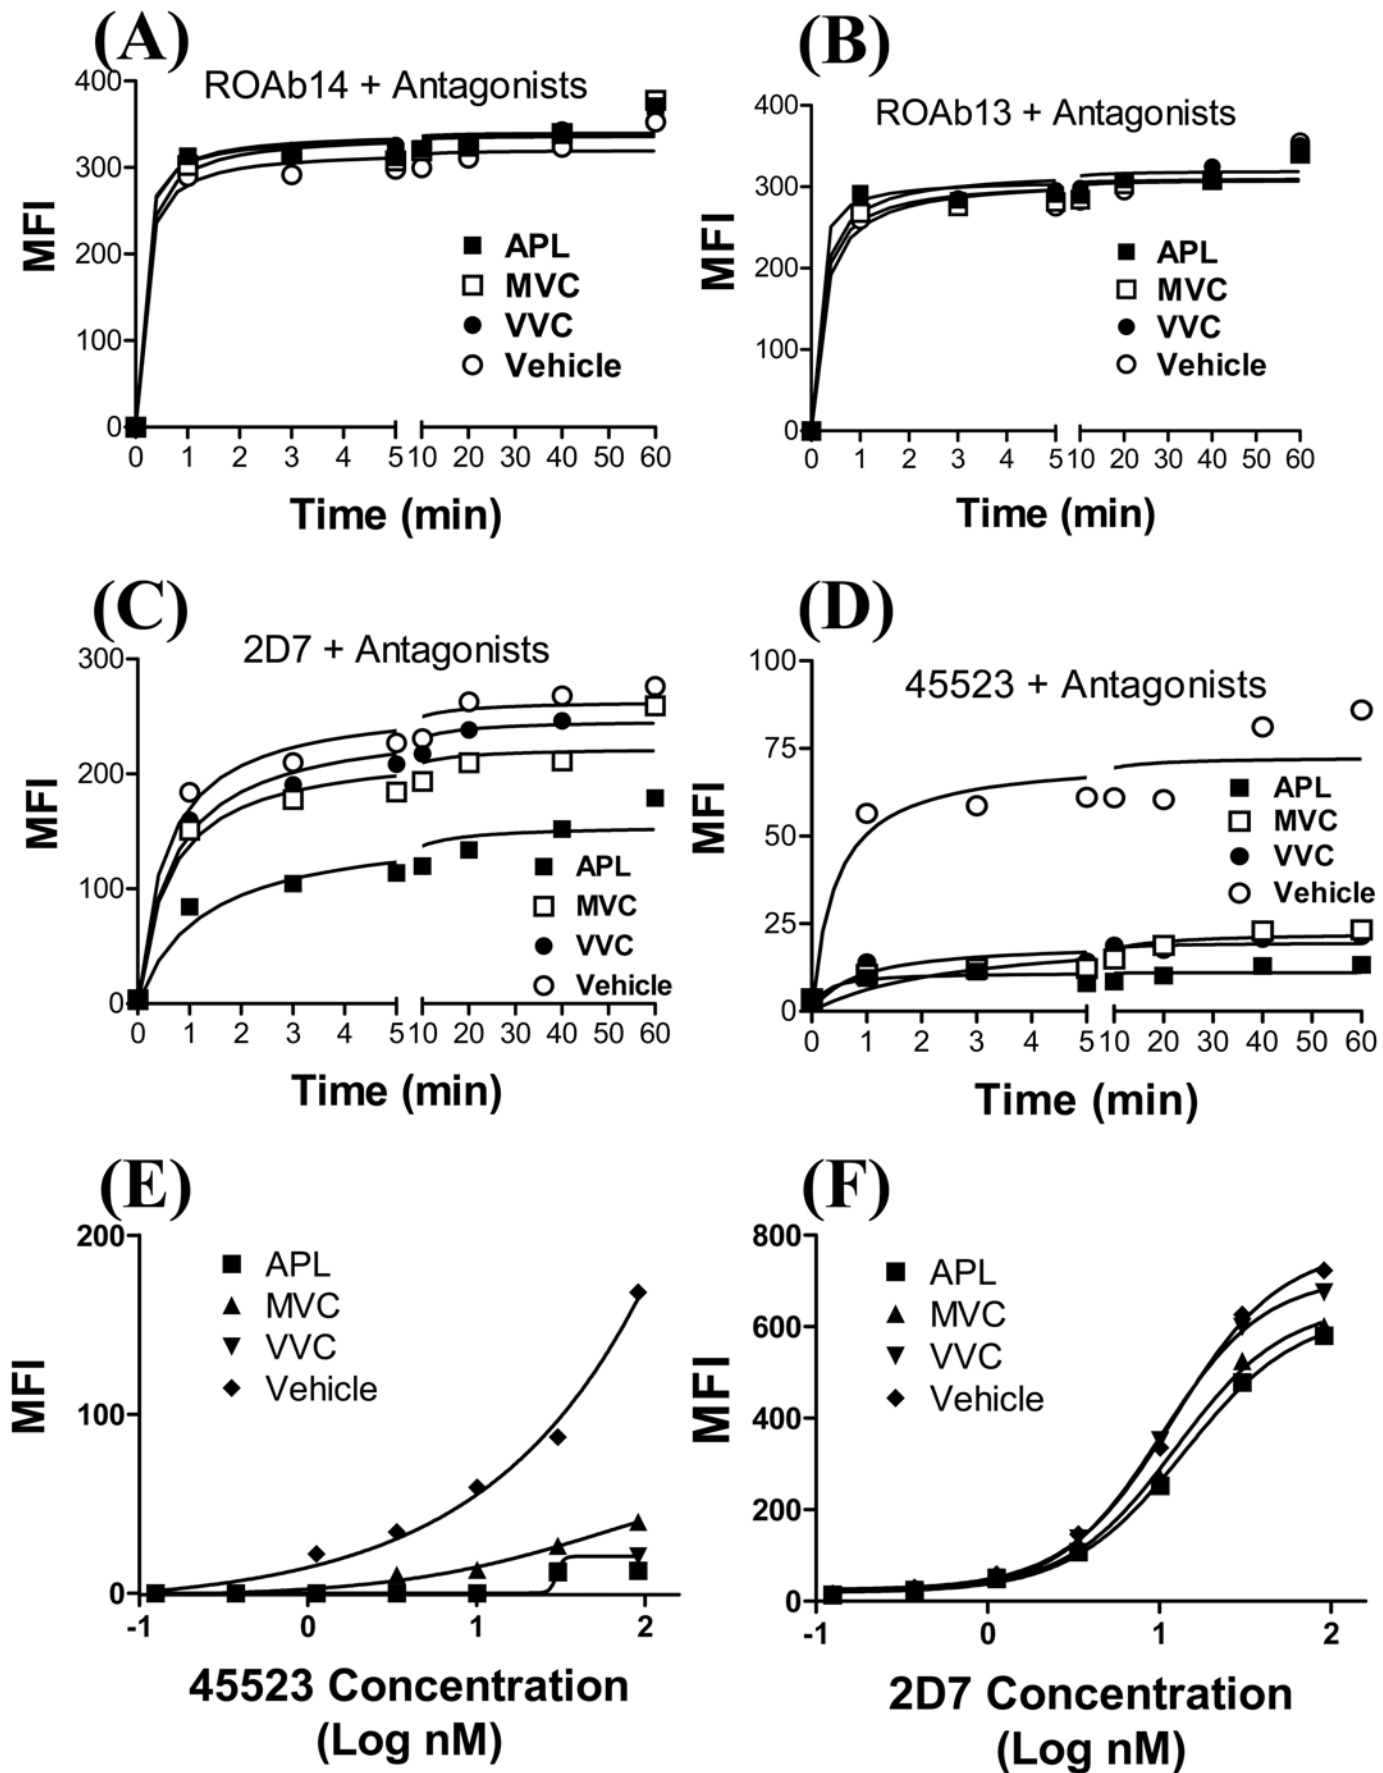 (A)
ROAb14 + Antagonists
400
300
200
100
0
MFI
APL
MVC
VVC
Vehicle
0 1 2 3 4 5 10 20 30 40 50 60
Time (min)
(B)
ROAb13 + Antagonists
400
300
200
100
0
MFI
APL
MVC
VVC
Vehicle
0 1 2 3 4 5 10 20 30 40 50 60
Time (min)
(C)
2D7 + Antagonists
300
200
100
0
MFI
APL
MVC
VVC
Vehicle
0 1 2 3 4 5 10 20 30 40 50 60
Time (min)
(D)
45523 + Antagonists
100
75
50
25
0
MFI
APL
MVC
VVC
Vehicle
0 1 2 3 4 5 10 20 30 40 50 60
Time (min)
(E)
200
100
0
MFI
APL
MVC
VVC
Vehicle
-1 0 1 2
45523 Concentration
(Log nM)
(F)
800
600
400
200
0
MFI
APL
MVC
VVC
Vehicle
-1 0 1 2
2D7 Concentration
(Log nM)